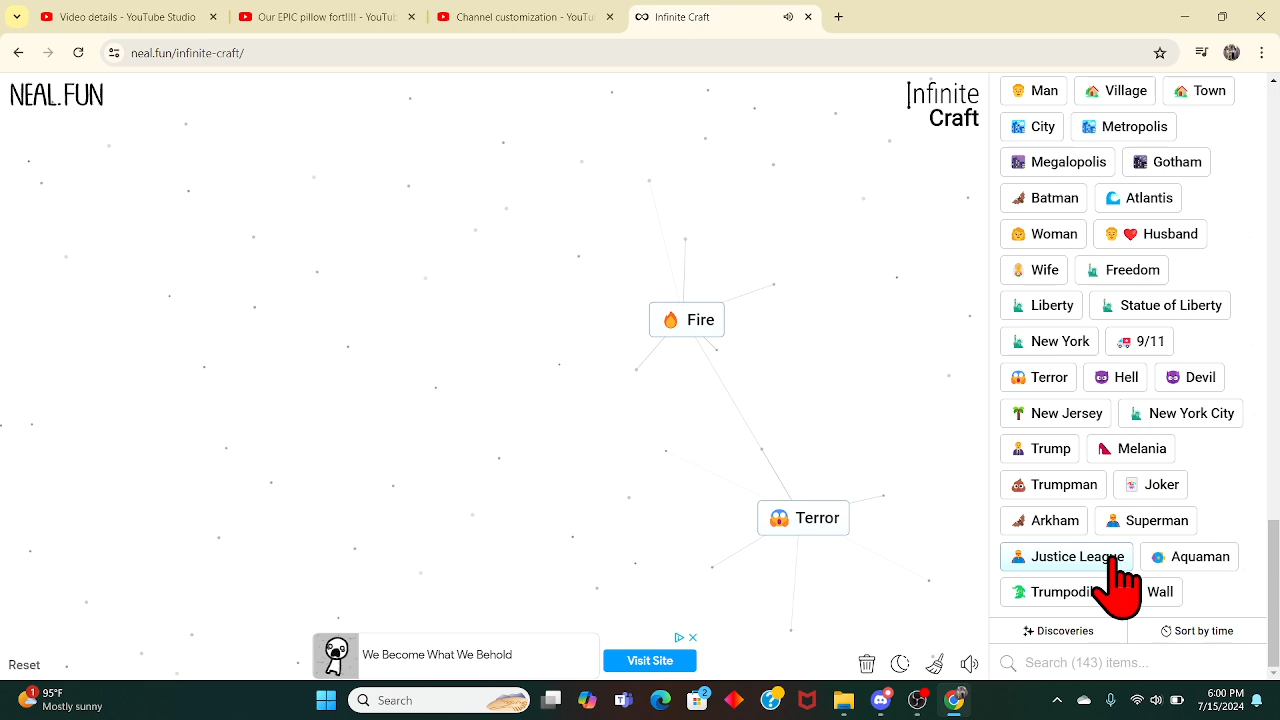 Video details - YouTube Studio
Our EPIC pillow fort!!!! - YouTub
Channel customization - YouTu
Infinite Craft
neal.fun/infinite-craft/
NEAL.FUN
Infinite
Craft
Man Village Town
City Metropolis
Megalopolis Gotham
Batman Atlantis
Woman Husband
Wife Freedom
Liberty Statue of Liberty
New York 9/11
Terror Hell Devil
New Jersey New York City
Trump Melania
Trumpman Joker
Arkham Superman
Justice League Aquaman
Wall
Fire
Terror
Discoveries Sort by time
Search (143) items...
We Become What We Behold
Visit Site
Reset
1
95°F
Mostly sunny
Search
2
6:00 PM
7/15/2024